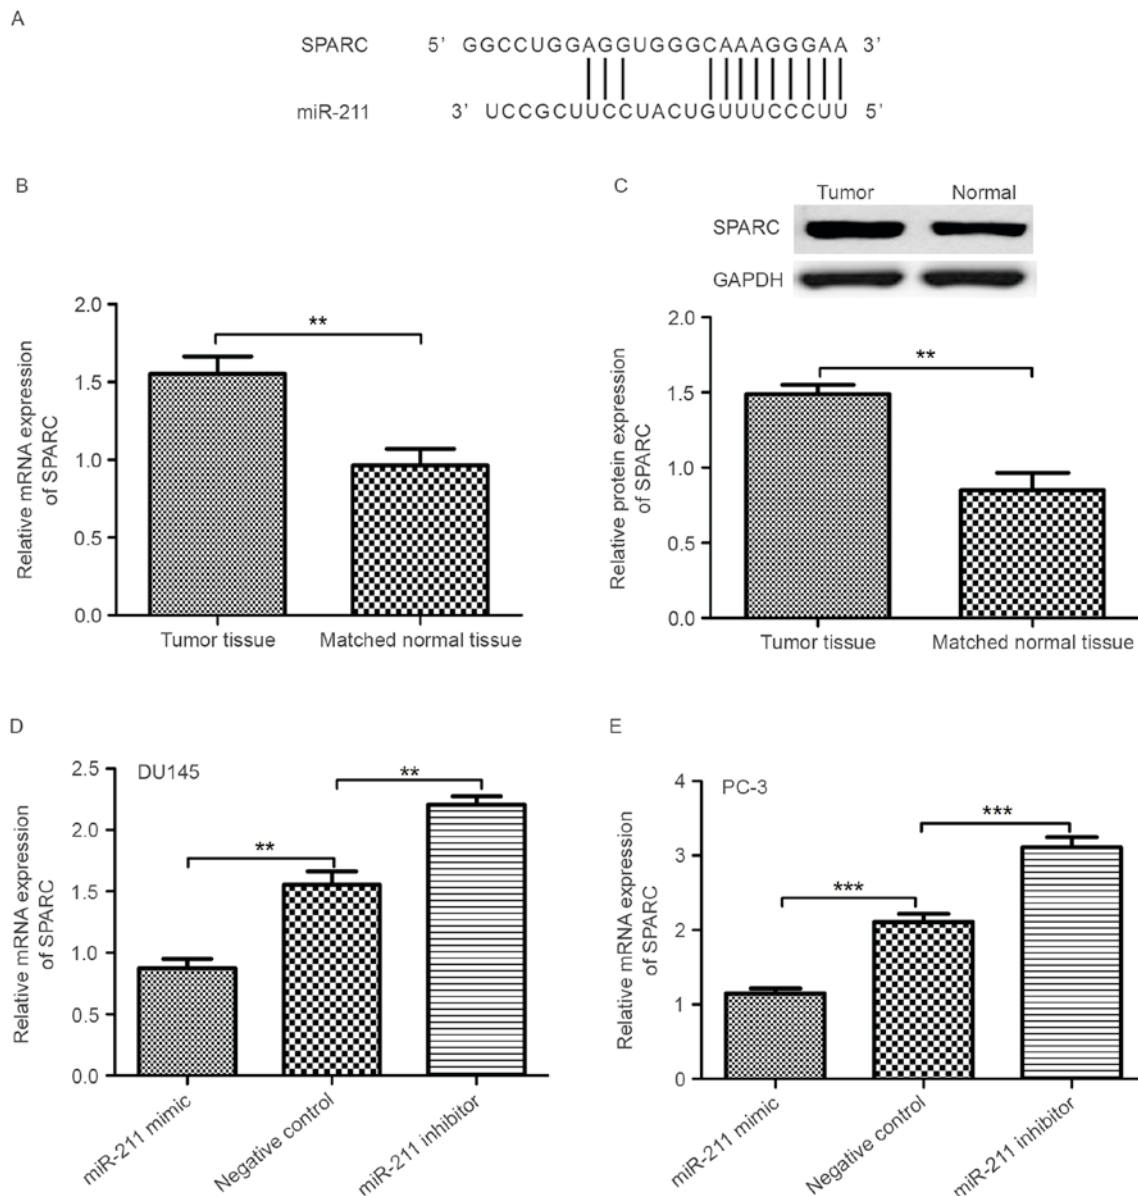 A
SPARC 5’ GGCCUGGAGGUGGGCAAAGGGAA 3’
miR-211 3’ UCCGCUUCCUACUGUUUCCCUU 5’
B
Relative mRNA expression
of SPARC
2.0
1.5
1.0
0.5
0.0
**
Tumor tissue Matched normal tissue
C
Tumor Normal
SPARC
GAPDH
Relative protein expression
of SPARC
2.0
1.5
1.0
0.5
0.0
**
Tumor tissue Matched normal tissue
D
DU145
Relative mRNA expression
of SPARC
2.5
2.0
1.5
1.0
0.5
0.0
**
**
miR-211 mimic
Negative control
miR-211 inhibitor
E
PC-3
Relative mRNA expression
of SPARC
4
3
2
1
0
***
***
miR-211 mimic
Negative control
miR-211 inhibitor